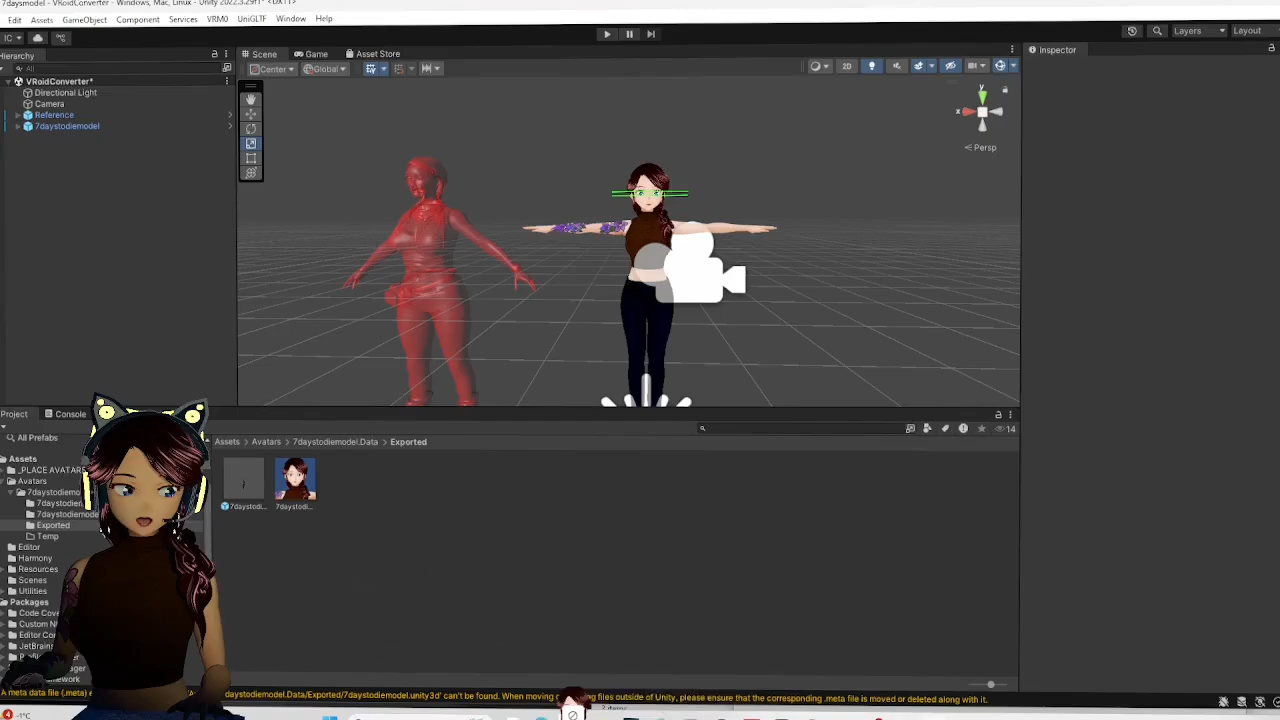 7daysmodel - VRoidConverter - Windows, Mac, Linux - Unity 2022.3.29f1* <DX11>
Edit Assets GameObject Component Services VRM0 UniGLTF Window Help
Layers Layout
Hierarchy Scene Game Asset Store Inspector
All Center Global 2D
VRoidConverter*
Directional Light
Camera
Reference
7daystodiemodel
y
x
Persp
Project Console
All Prefabs Assets > Avatars > 7daystodiemodel.Data > Exported 14
Assets
_PLACE AVATARS
Avatars
7daystodiemo
7daystodien
7daystodiemode
Exported
Temp
7daystodi... 7daystodi...
Editor
Harmony
Resources
Scenes
Utilities
Packages
Code Cove
Custom N
Editor Co
JetBrains
A meta data file (.meta) e daystodiemodel.Data/Exported/7daystodiemodel.unity3d' can't be found. When moving files outside of Unity, please ensure that the corresponding .meta file is moved or deleted along with it.
-1°C